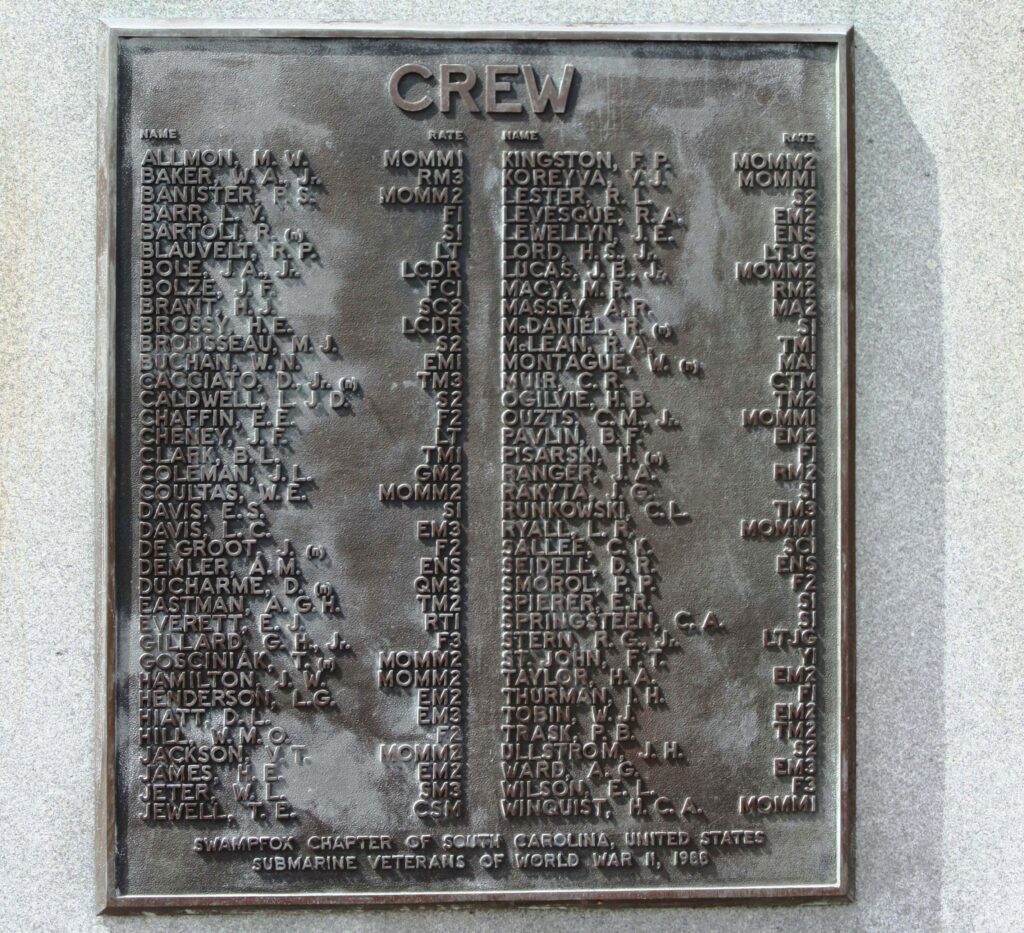 CREW
NAME RATE
ALLMON, M. W. MOMM1
BAKER, W. A., Jr. RM3
BANISTER, F. S. MOMM2
BARR, L. V. F1
BARTOLI, R. (n) S1
BLAUVELT, R. P. LT
BOLE, J. A., Jr. LCDR
BOLZE, J. F. FC1
BRANT, H. J. SC2
BROSSY, H. E. LCDR
BROUSSEAU, M. J. S2
BUCHAN, W. N. EM1
CACCIATO, D. J. (n) TM3
CALDWELL, L. J. D. S2
CHAFFIN, E. E. F2
CHENEY, J. F. LT
CLARK, B. L. TM1
COLEMAN, J. L. GM2
COULTAS, W. E. MOMM2
DAVIS, E. S. S1
DAVIS, L. C. EM3
DE GROOT, J. (n) F2
DEMLER, A. M. ENS
DUCHARME, D. (n) QM3
EASTMAN, A. G. H. TM2
EVERETT, E. J. RT1
GILLARD, G. H., Jr. F3
GOSCINIAK, T. (n) MOMM2
HAMILTON, J. W. MOMM2
HENDERSON, L.G. EM2
HIATT, D. L. EM3
HILL, W. M. O. F2
JACKSON, V. T. MOMM2
JAMES, H. E. EM2
JETER, W. L. SM3
JEWELL, T. E. CSM
NAME RATE
KINGSTON, F. P. MOMM2
KOREYVA, V. J. MOMM1
LESTER, R. L. S2
LEVESQUE, R. A. EM2
LEWELLYN, J. E. ENS
LORD, H. S., Jr. LTJG
LUCAS, J. B., Jr. MOMM2
MACY, M. R. RM2
MASSEY, A. R. MA2
McDANIEL, R. (n) S1
McLEAN, R. A. TM1
MONTAGUE, W. (n) MA1
MUIR, C. R. CTM
OGILVIE, H. B. TM2
OUZTS, C. M., Jr. MOMM1
PAVLIN, B. F. EM2
PISARSKI, H. (n) F1
RANGER, J. A. RM2
RAKYTA, J. G. S1
RUNKOWSKI, C. L. TM3
RYALL, L. R. MOMM1
SALLEE, C. L. SC1
SEIDELL, D. R. ENS
SMOROL, P. P. F2
SPIERER, E. R. S1
SPRINGSTEEN, C. A. S1
STERN, R. G., Jr. LTJG
ST. JOHN, F. T. Y1
TAYLOR, H. A. EM2
THURMAN, I. H. F1
TOBIN, W. J. EM2
TRASK, P. B. TM2
ULLSTROM, J. H. S2
WARD, A. G. EM3
WILSON, E. L. F3
WINQUIST, H. C. A. MOMM1
SWAMPFOX CHAPTER OF SOUTH CAROLINA, UNITED STATES
SUBMARINE VETERANS OF WORLD WAR II,